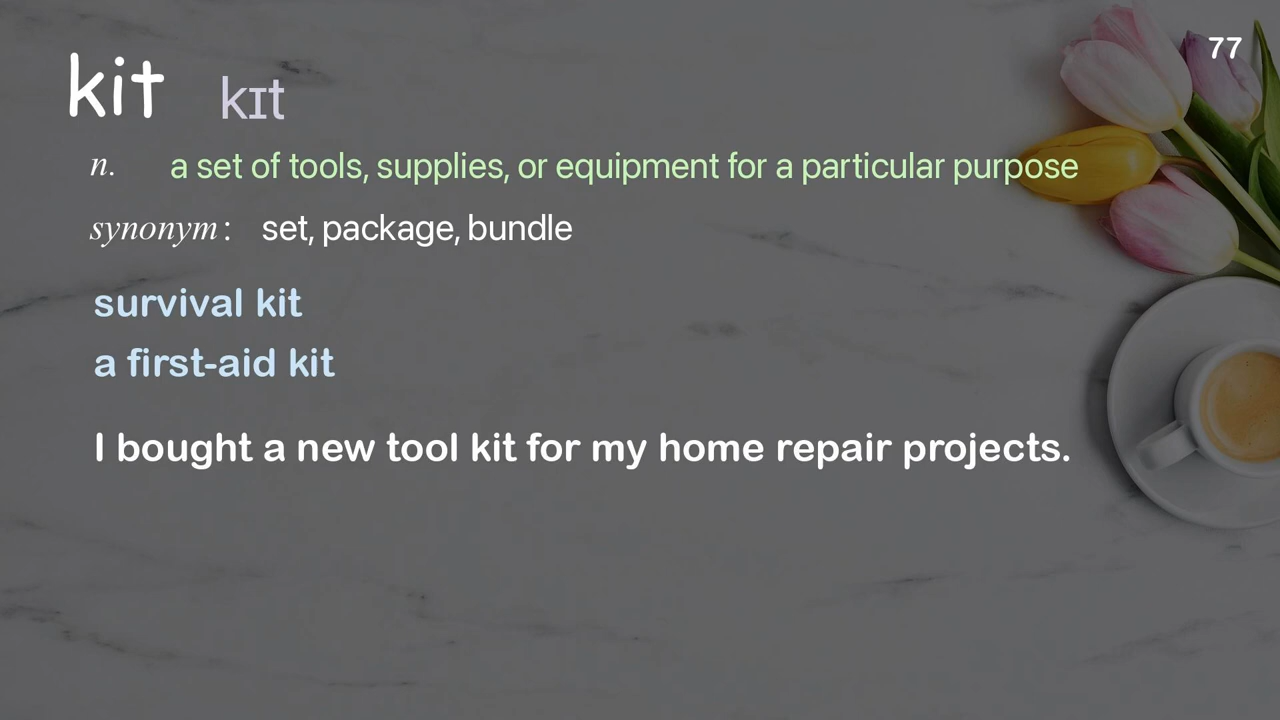 77
kit kɪt
n. a set of tools, supplies, or equipment for a particular purpose
synonym: set, package, bundle
survival kit
a first-aid kit
I bought a new tool kit for my home repair projects.